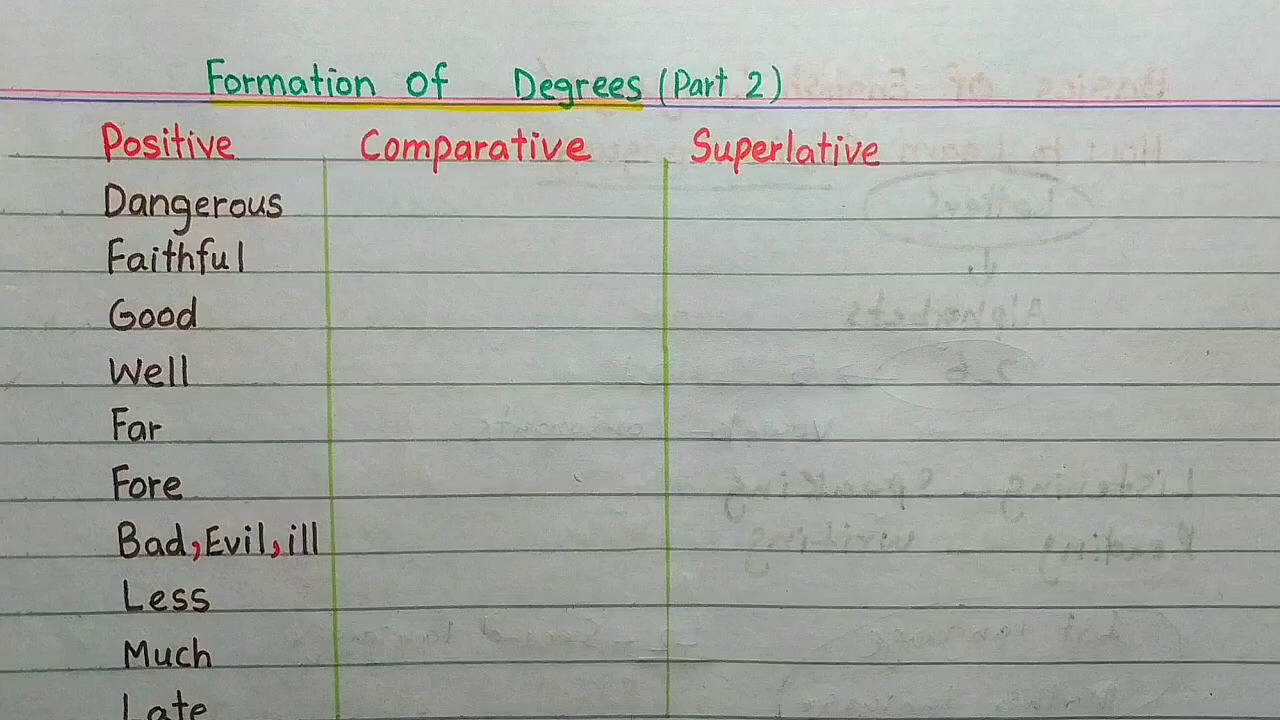 Formation of Degrees (Part 2)
Positive Comparative Superlative
Dangerous
Faithful
Good
Well
Far
Fore
Bad, Evil, ill
Less
Much
Late